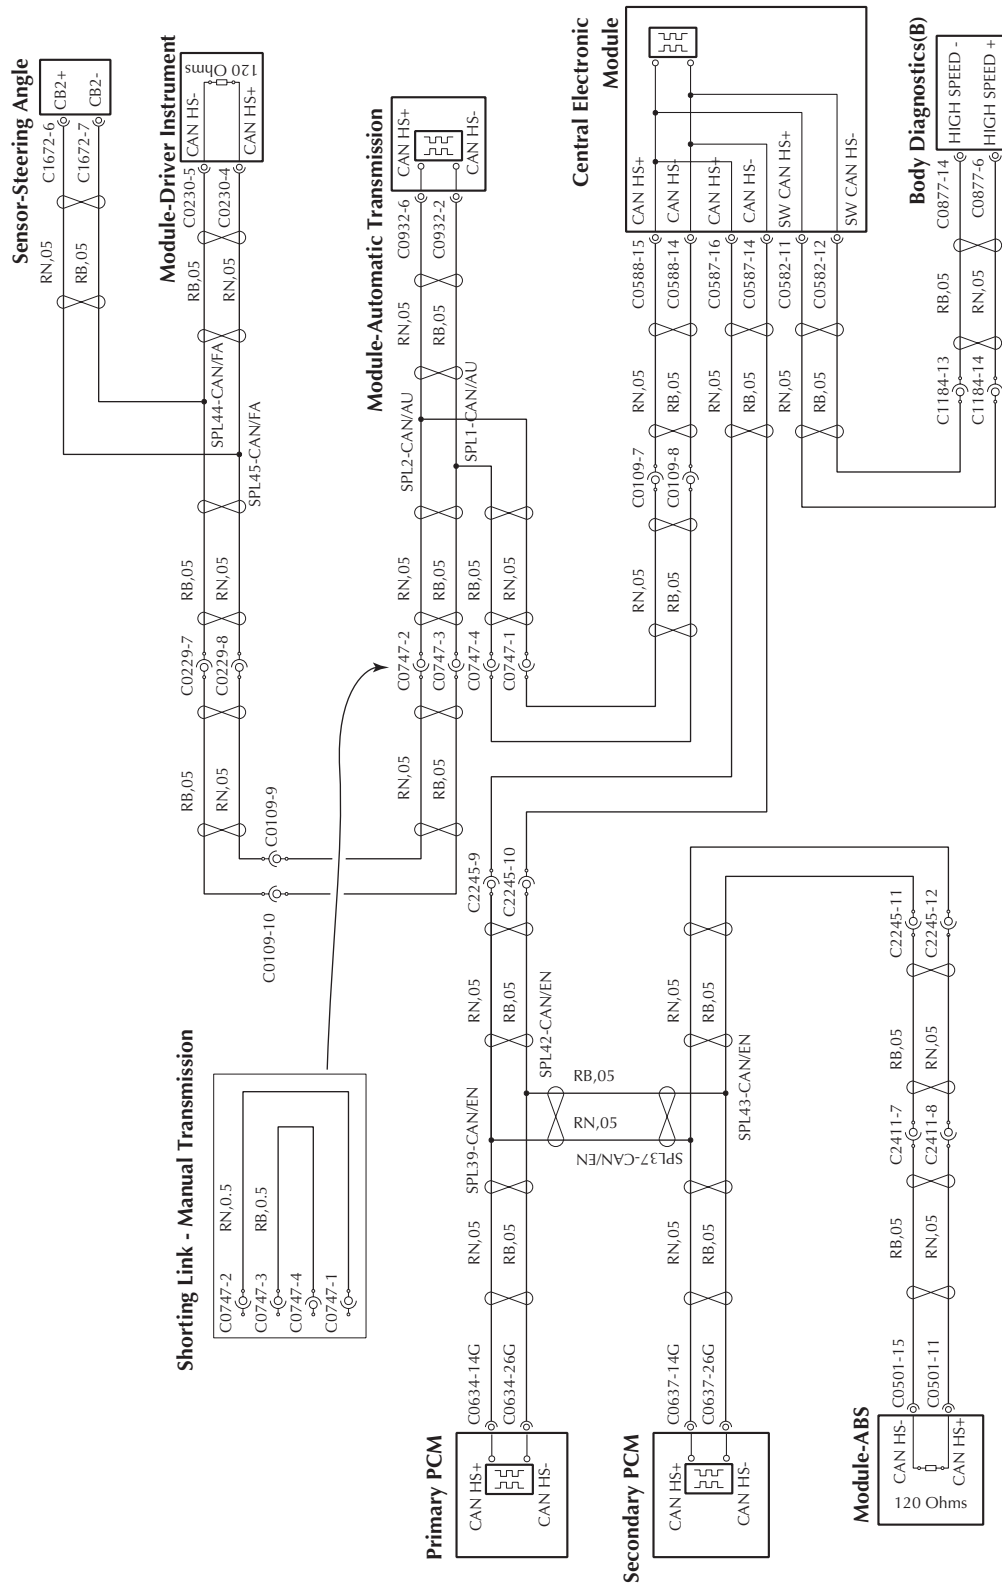 Sensor-Steering Angle
CB2+
CB2-
C1672-6
C1672-7
RN,05
RB,05
Module-Driver Instrument
CAN HS-
120 Ohms
CAN HS+
C0230-5
C0230-4
RB,05
RN,05
SPL44-CAN/FA
SPL45-CAN/FA
RB,05
RN,05
C0229-7
C0229-8
RB,05
RN,05
C0109-9
C0109-10
Module-Automatic Transmission
CAN HS+
CAN HS-
C0932-6
C0932-2
RN,05
RB,05
SPL2-CAN/AU
SPL1-CAN/AU
RN,05
RB,05
RB,05
RN,05
C0747-2
C0747-3
C0747-4
C0747-1
RN,05
RB,05
Central Electronic
Module
CAN HS+
CAN HS-
CAN HS+
CAN HS-
SW CAN HS+
SW CAN HS-
C0588-15
C0588-14
C0587-16
C0587-14
C0582-11
C0582-12
RN,05
RB,05
RN,05
RB,05
RN,05
RB,05
C0109-7
C0109-8
RN,05
RB,05
Body Diagnostics(B)
HIGH SPEED -
HIGH SPEED +
C0877-14
C0877-6
RB,05
RN,05
C1184-13
C1184-14
Shorting Link - Manual Transmission
RN,0.5
RB,0.5
C0747-2
C0747-3
C0747-4
C0747-1
C2245-9
C2245-10
RN,05
RB,05
SPL39-CAN/EN
SPL42-CAN/EN
RB,05
RN,05
SPL37-CAN/EN
SPL43-CAN/EN
RN,05
RB,05
RN,05
RB,05
C0634-14G
C0634-26G
Primary PCM
CAN HS+
CAN HS-
RN,05
RB,05
C0637-14G
C0637-26G
Secondary PCM
CAN HS+
CAN HS-
C2245-11
C2245-12
RB,05
RN,05
C2411-7
C2411-8
RB,05
RN,05
C0501-15
C0501-11
Module-ABS
CAN HS-
CAN HS+
120 Ohms